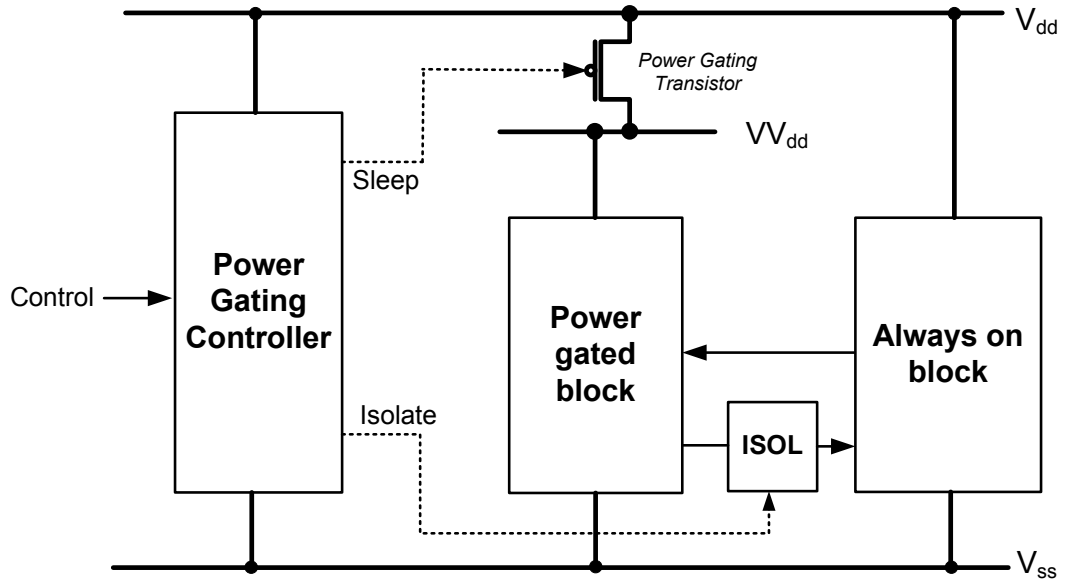 Vdd
Power Gating
Transistor
VVdd
Sleep
Control
Power
Gating
Controller
Power
gated
block
Always on
block
Isolate
ISOL
Vss